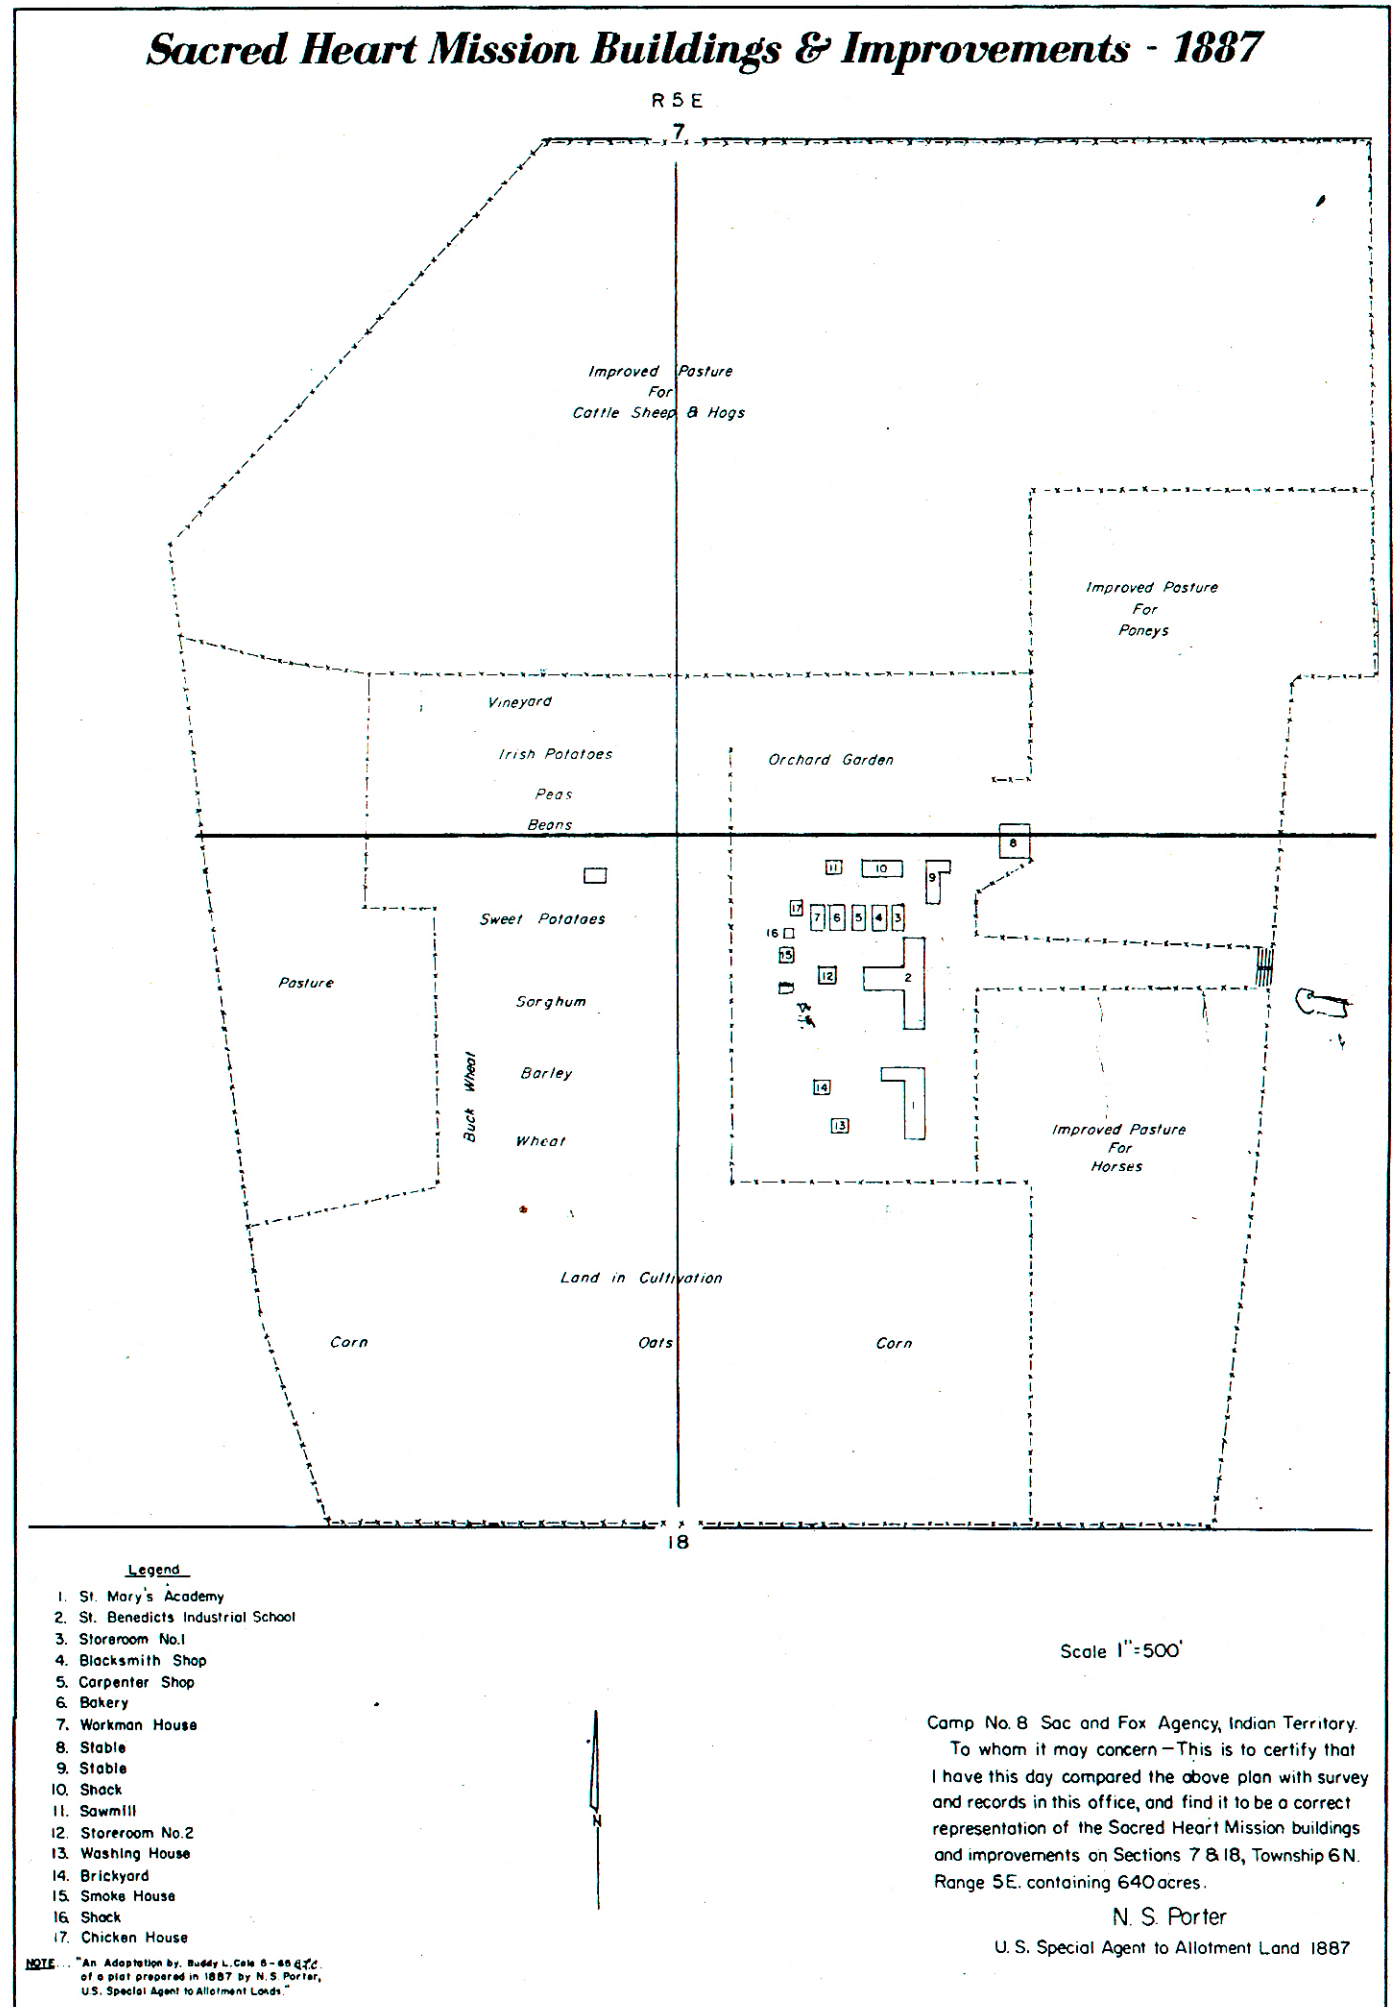 Sacred Heart Mission Buildings & Improvements - 1887
R 5 E
7
Improved Pasture
For
Cattle Sheep & Hogs
Improved Pasture
For
Poneys
Vineyard
Irish Potatoes
Orchard Garden
Peas
Beans
8
11
10
9
17
7
6
5
4
3
Sweet Potatoes
16
15
12
2
Pasture
Sorghum
Buck Wheat
Barley
14
1
13
Wheat
Improved Pasture
For
Horses
Land in Cultivation
Corn
Oats
Corn
18
Legend
1. St. Mary's Academy
2. St. Benedicts Industrial School
3. Storeroom No.1
4. Blacksmith Shop
5. Carpenter Shop
6. Bakery
7. Workman House
8. Stable
9. Stable
10. Shack
11. Sawmill
12. Storeroom No.2
13. Washing House
14. Brickyard
15. Smoke House
16. Shack
17. Chicken House
NOTE... "An Adaptation by, Buddy L. Cole 6-66
of a plat prepared in 1887 by N.S. Porter,
U.S. Special Agent to Allotment Lands."
N
Scale 1"=500'
Camp No. 8 Sac and Fox Agency, Indian Territory.
To whom it may concern — This is to certify that
I have this day compared the above plan with survey
and records in this office, and find it to be a correct
representation of the Sacred Heart Mission buildings
and improvements on Sections 7 & 18, Township 6 N.
Range 5 E. containing 640 acres.
N. S. Porter
U. S. Special Agent to Allotment Land 1887